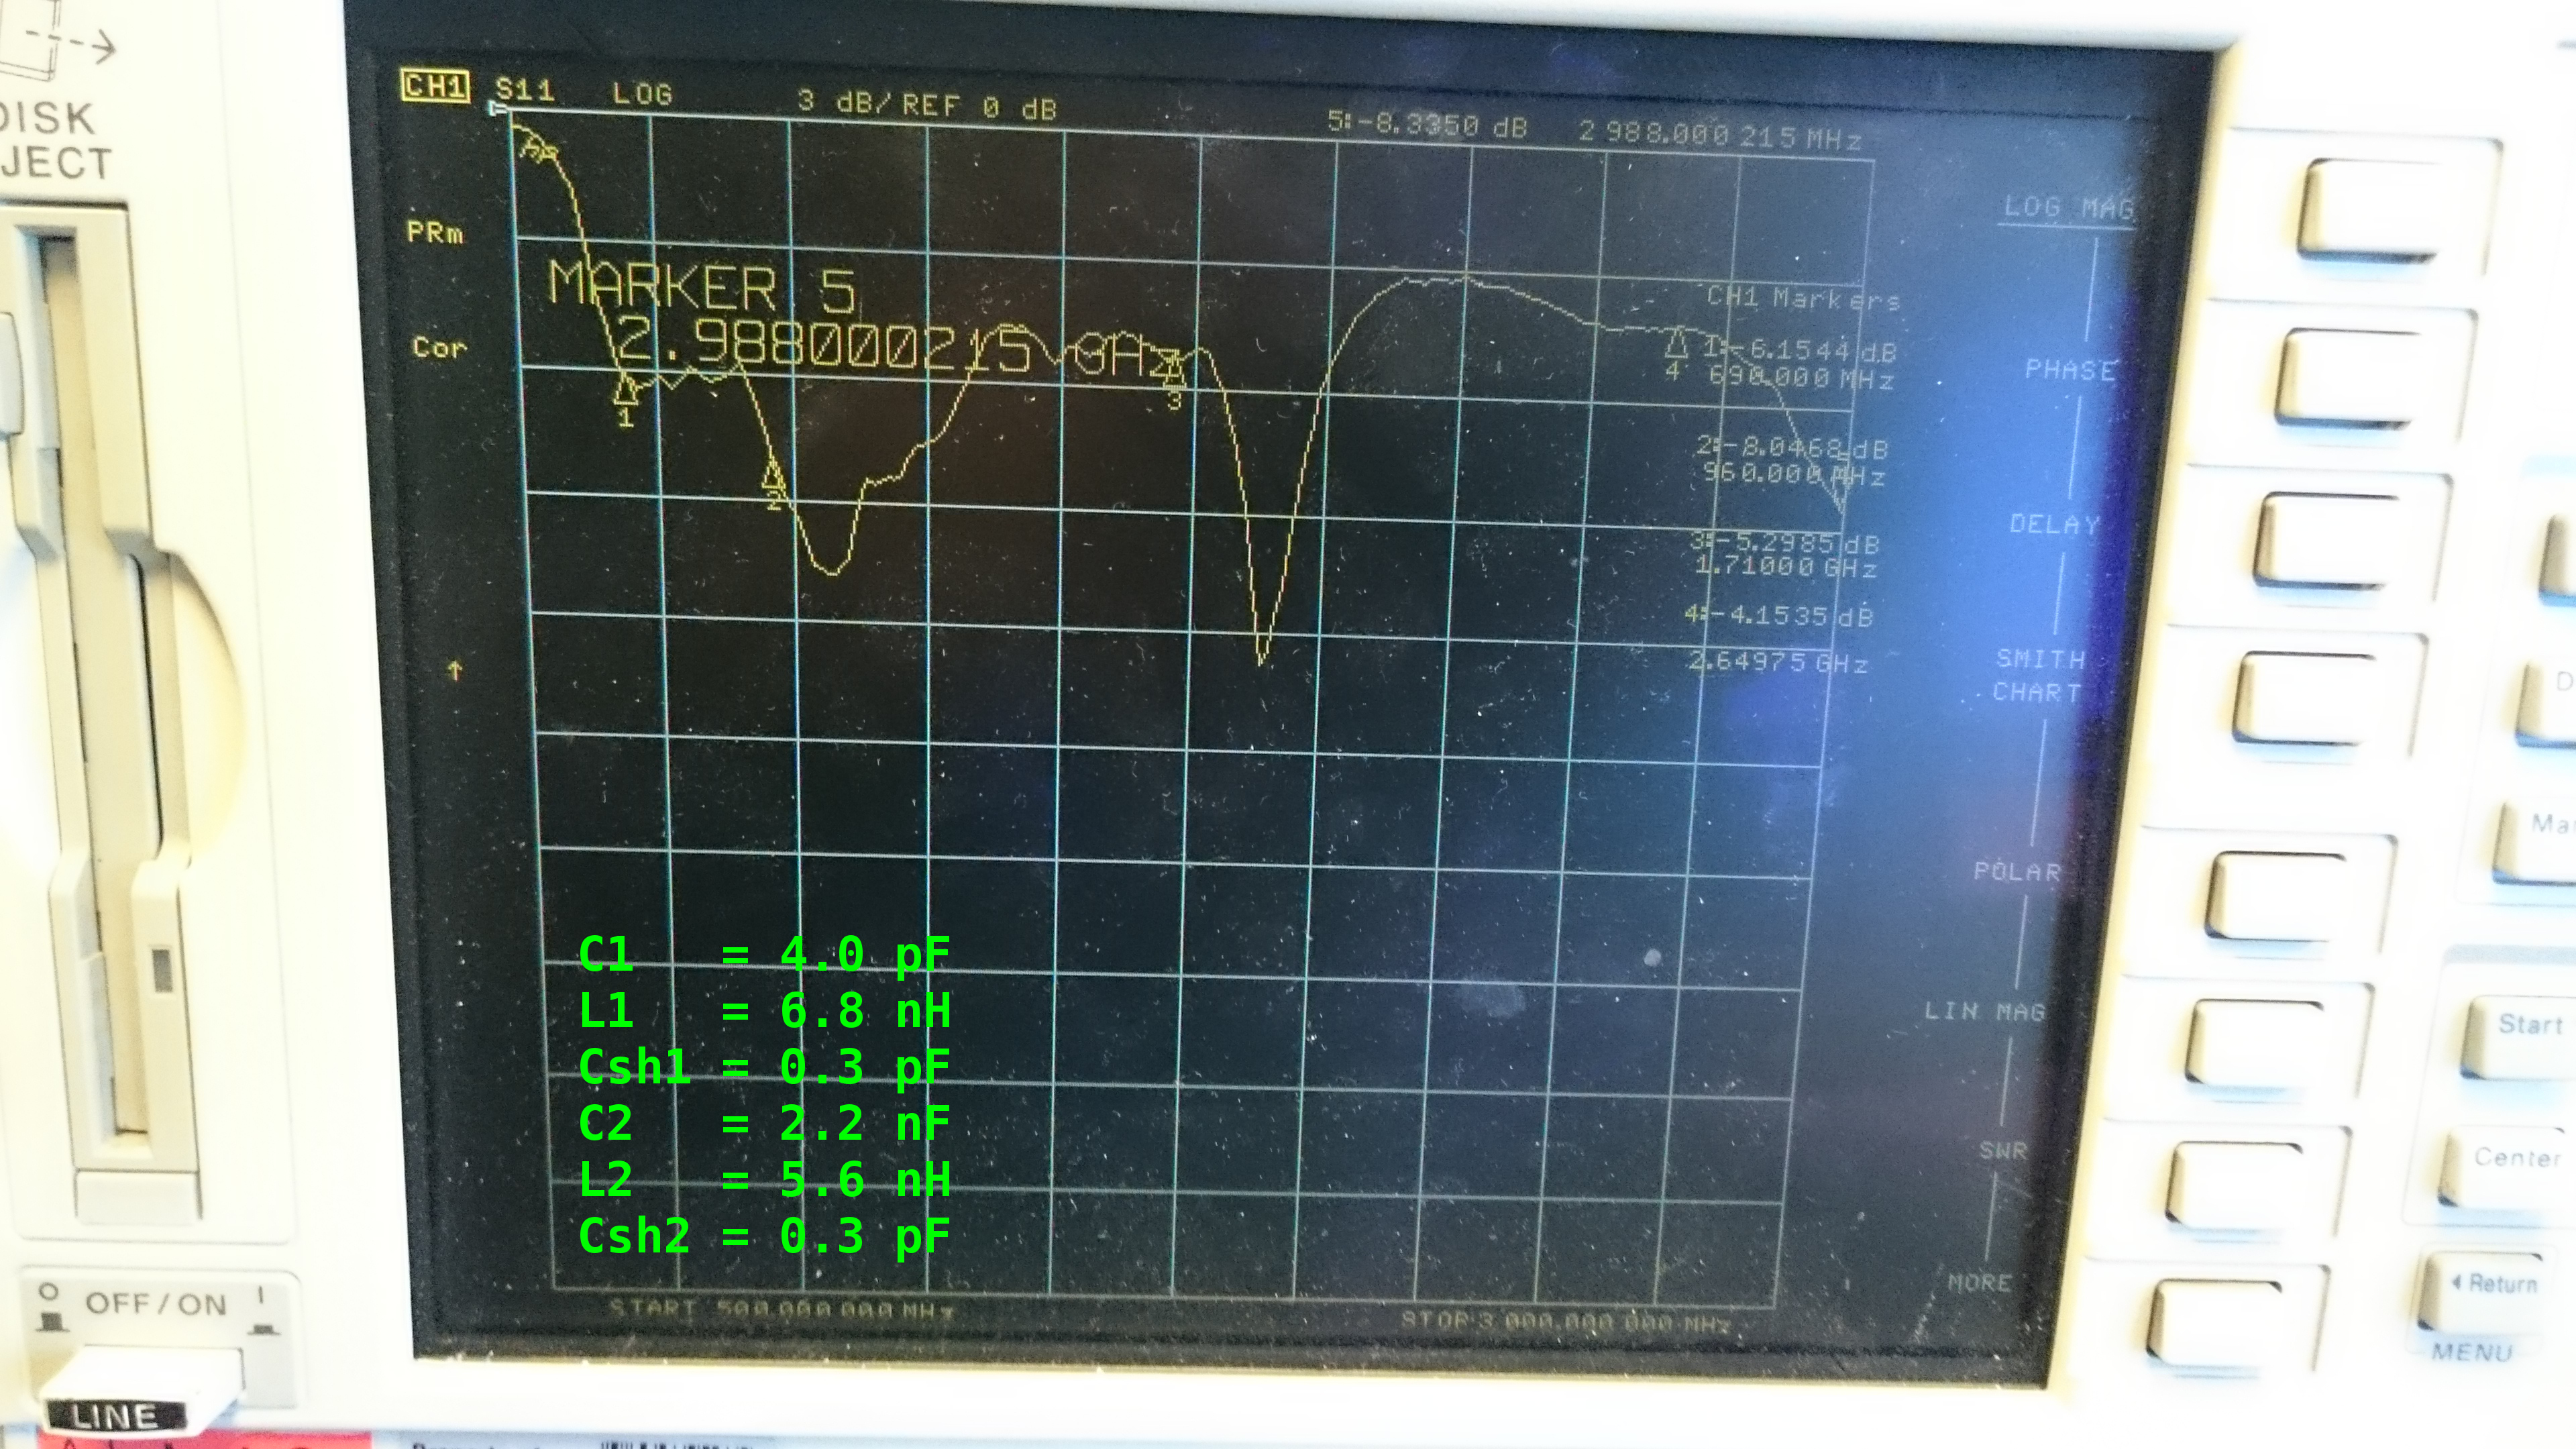 DISK
JECT
CH1 S11 LOG 3 dB/ REF 0 dB 5:-8.3350 dB 2 988.000 215 MHz
PRm
Cor
MARKER 5
2.988000215 GHz
1
2
3
4
↑
CH1 Markers
1:-6.1544 dB
690.000 MHz
2:-8.0468 dB
960.000 MHz
3:-5.2985 dB
1.71000 GHz
4:-4.1535 dB
2.64975 GHz
LOG MAG
PHASE
DELAY
SMITH
CHART
POLAR
LIN MAG
SWR
MORE
C1 = 4.0 pF
L1 = 6.8 nH
Csh1 = 0.3 pF
C2 = 2.2 nF
L2 = 5.6 nH
Csh2 = 0.3 pF
START 500.000 000 MHz STOP 3 000.000 000 MHz
D
Ma
Start
Center
Return
MENU
OFF/ON
LINE